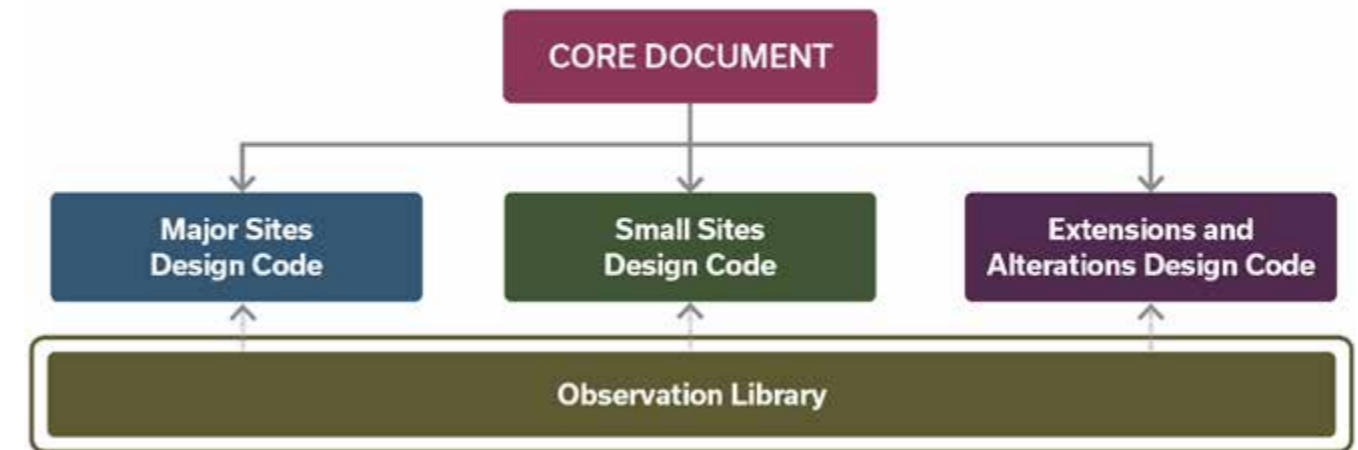 CORE DOCUMENT
Major Sites
Design Code
Small Sites
Design Code
Extensions and
Alterations Design Code
Observation Library